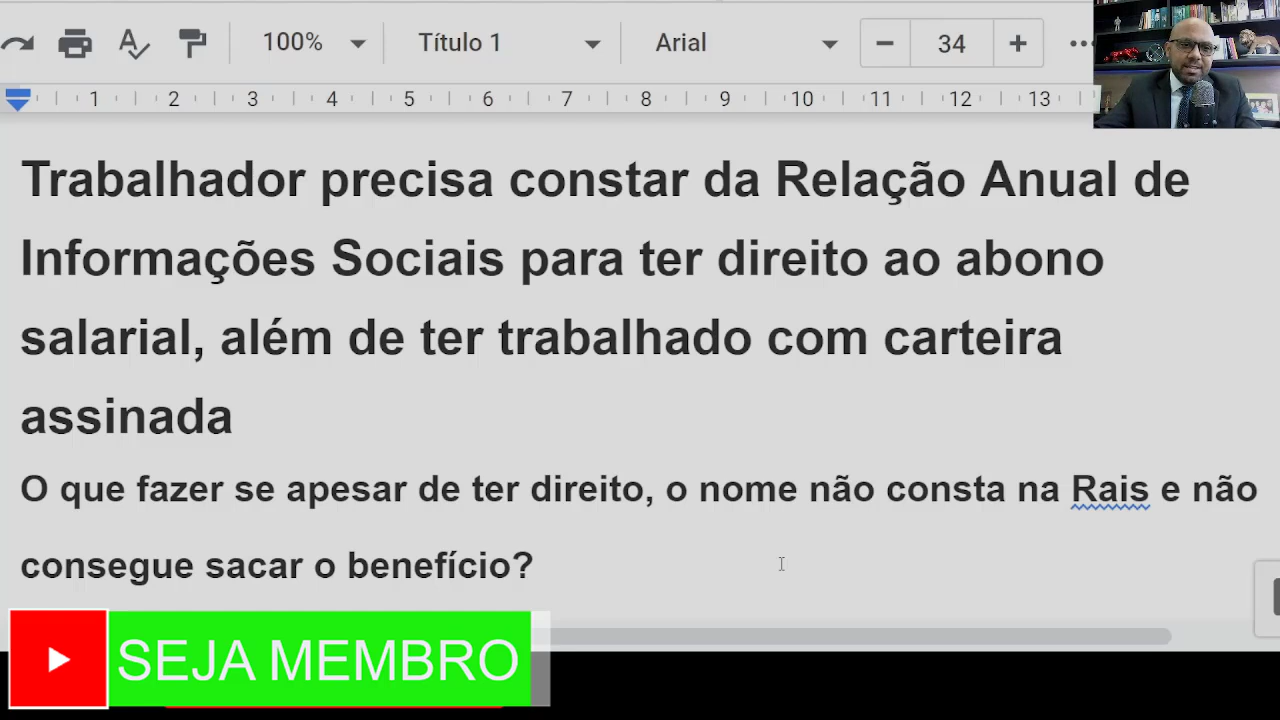 100% Título 1 Arial 34
1 2 3 4 5 6 7 8 9 10 11 12 13
Trabalhador precisa constar da Relação Anual de
Informações Sociais para ter direito ao abono
salarial, além de ter trabalhado com carteira
assinada
O que fazer se apesar de ter direito, o nome não consta na Rais e não
consegue sacar o benefício?
SEJA MEMBRO